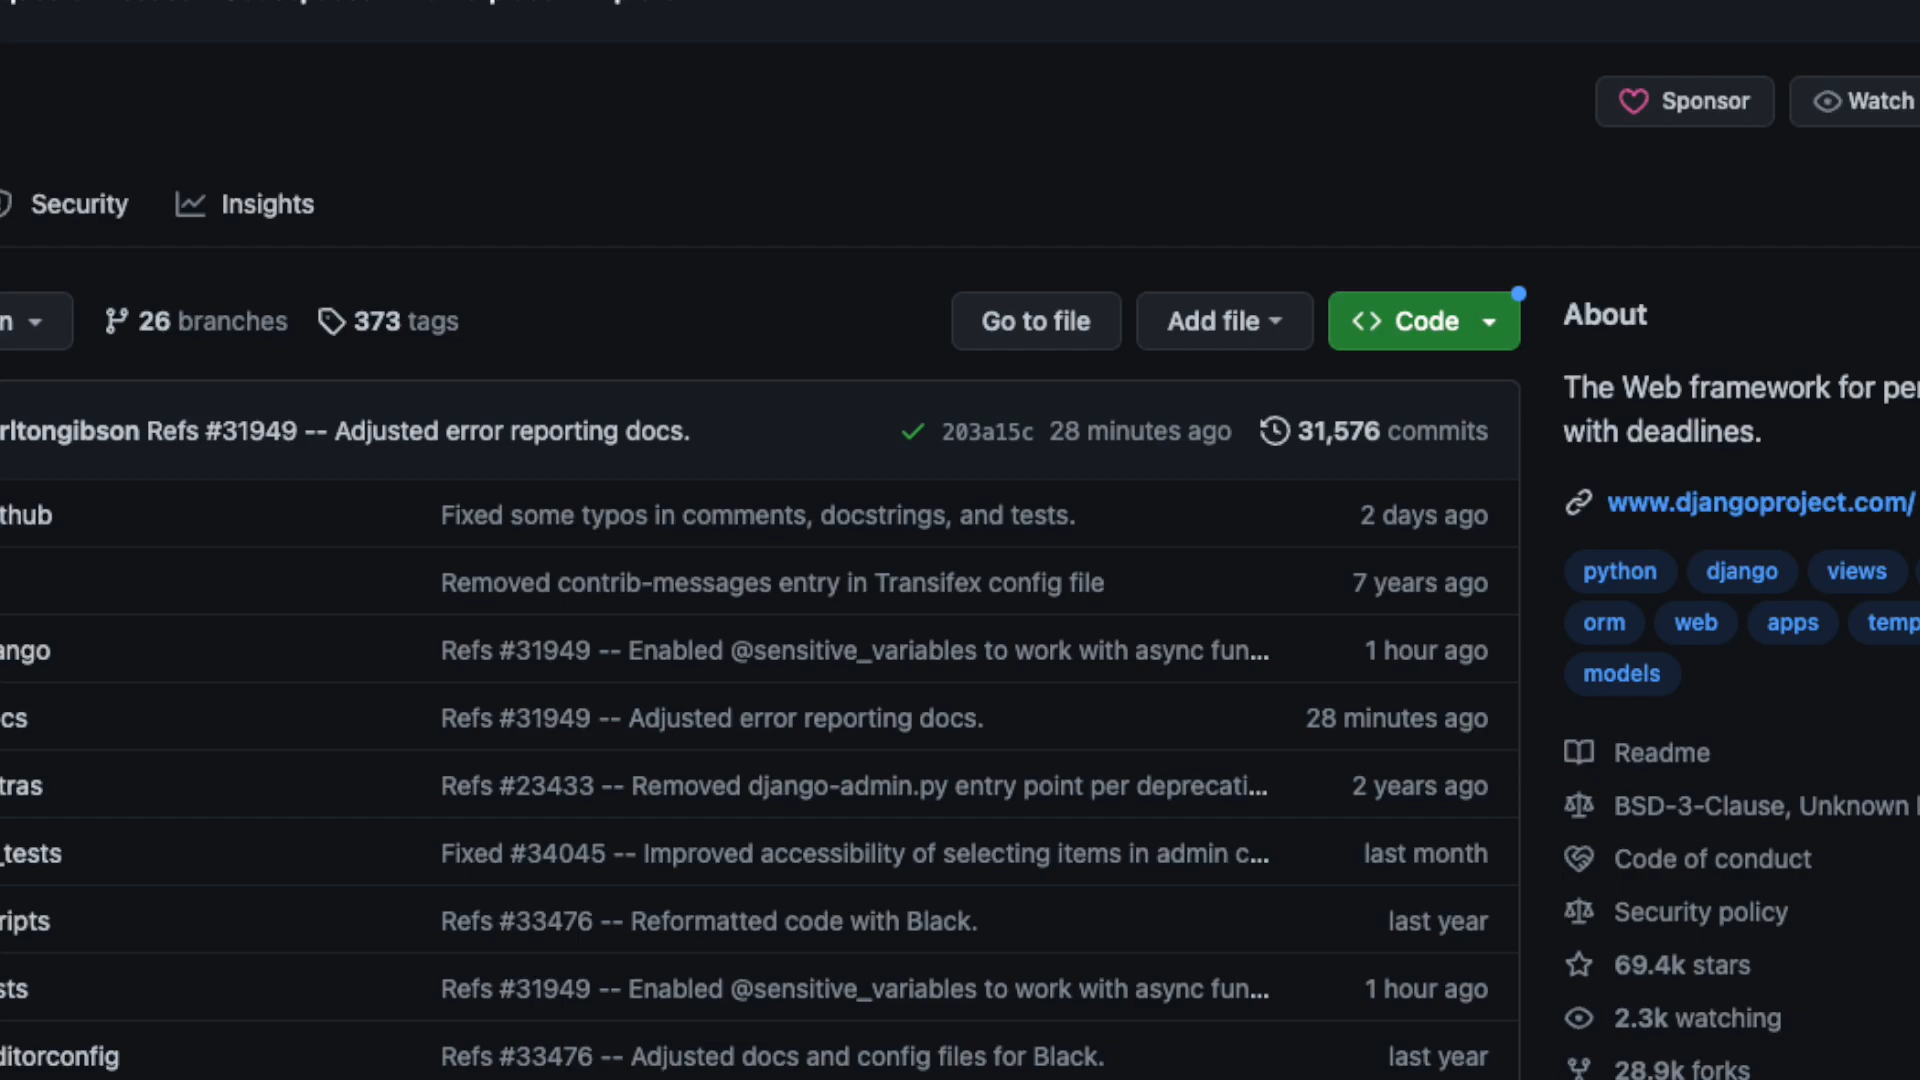 Sponsor
Watch
Security
Insights
26 branches
373 tags
Go to file
Add file
<> Code
About
The Web framework for
with deadlines.
rltongibson Refs #31949 -- Adjusted error reporting docs.
203a15c 28 minutes ago
31,576 commits
www.djangoproject.com/
thub
Fixed some typos in comments, docstrings, and tests.
2 days ago
Removed contrib-messages entry in Transifex config file
7 years ago
python
django
views
orm
web
apps
temp
models
ango
Refs #31949 -- Enabled @sensitive_variables to work with async fun...
1 hour ago
cs
Refs #31949 -- Adjusted error reporting docs.
28 minutes ago
tras
Refs #23433 -- Removed django-admin.py entry point per deprecati...
2 years ago
_tests
Fixed #34045 -- Improved accessibility of selecting items in admin c...
last month
ripts
Refs #33476 -- Reformatted code with Black.
last year
sts
Refs #31949 -- Enabled @sensitive_variables to work with async fun...
1 hour ago
ditorconfig
Refs #33476 -- Adjusted docs and config files for Black.
last year
Readme
BSD-3-Clause, Unknown
Code of conduct
Security policy
69.4k stars
2.3k watching
28.9k forks